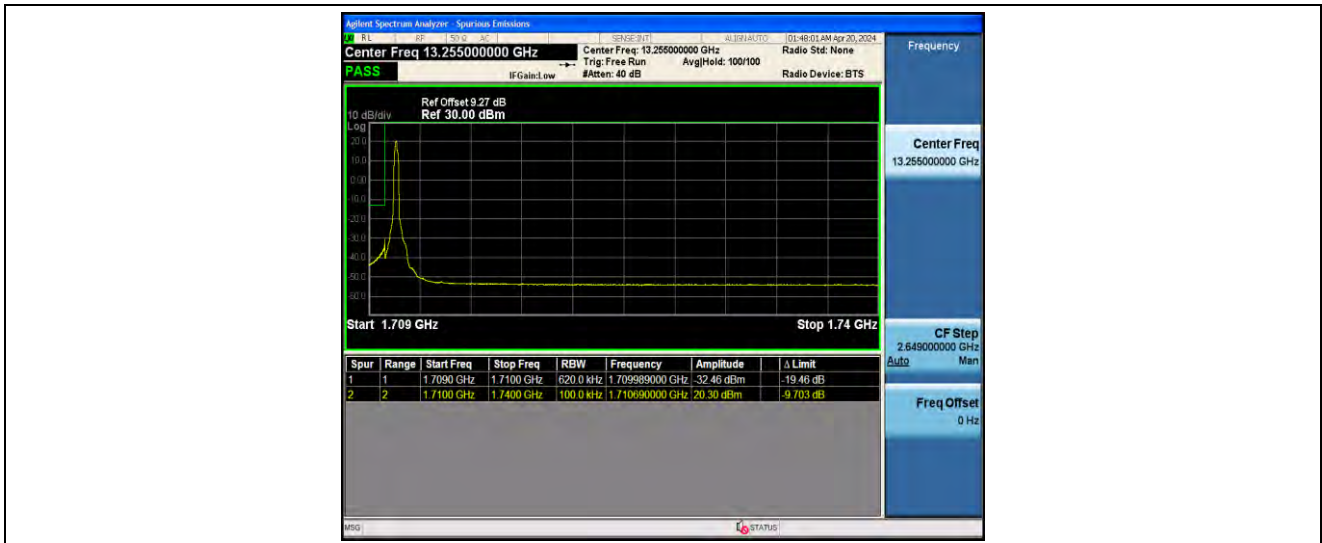 Agilent Spectrum Analyzer - Spurious Emissions
RL RF 50 Ω AC SENSE:INT ALIGN AUTO 01:48:01 AM Apr 20, 2024
Center Freq 13.255000000 GHz Center Freq: 13.255000000 GHz Radio Std: None
Trig: Free Run Avg|Hold: 100/100
PASS IFGain:Low #Atten: 40 dB Radio Device: BTS
Ref Offset 9.27 dB
10 dB/div Ref 30.00 dBm
Log
20.0
10.0
0.00
-10.0
-20.0
-30.0
-40.0
-50.0
-60.0
Start 1.709 GHz Stop 1.74 GHz
Spur Range Start Freq Stop Freq RBW Frequency Amplitude Δ Limit
1 1 1.7090 GHz 1.7100 GHz 620.0 kHz 1.709989000 GHz -32.46 dBm -19.46 dB
2 2 1.7100 GHz 1.7400 GHz 100.0 kHz 1.710690000 GHz 20.30 dBm -9.703 dB
MSG STATUS
Frequency
Center Freq
13.255000000 GHz
CF Step
2.649000000 GHz
Auto Man
Freq Offset
0 Hz